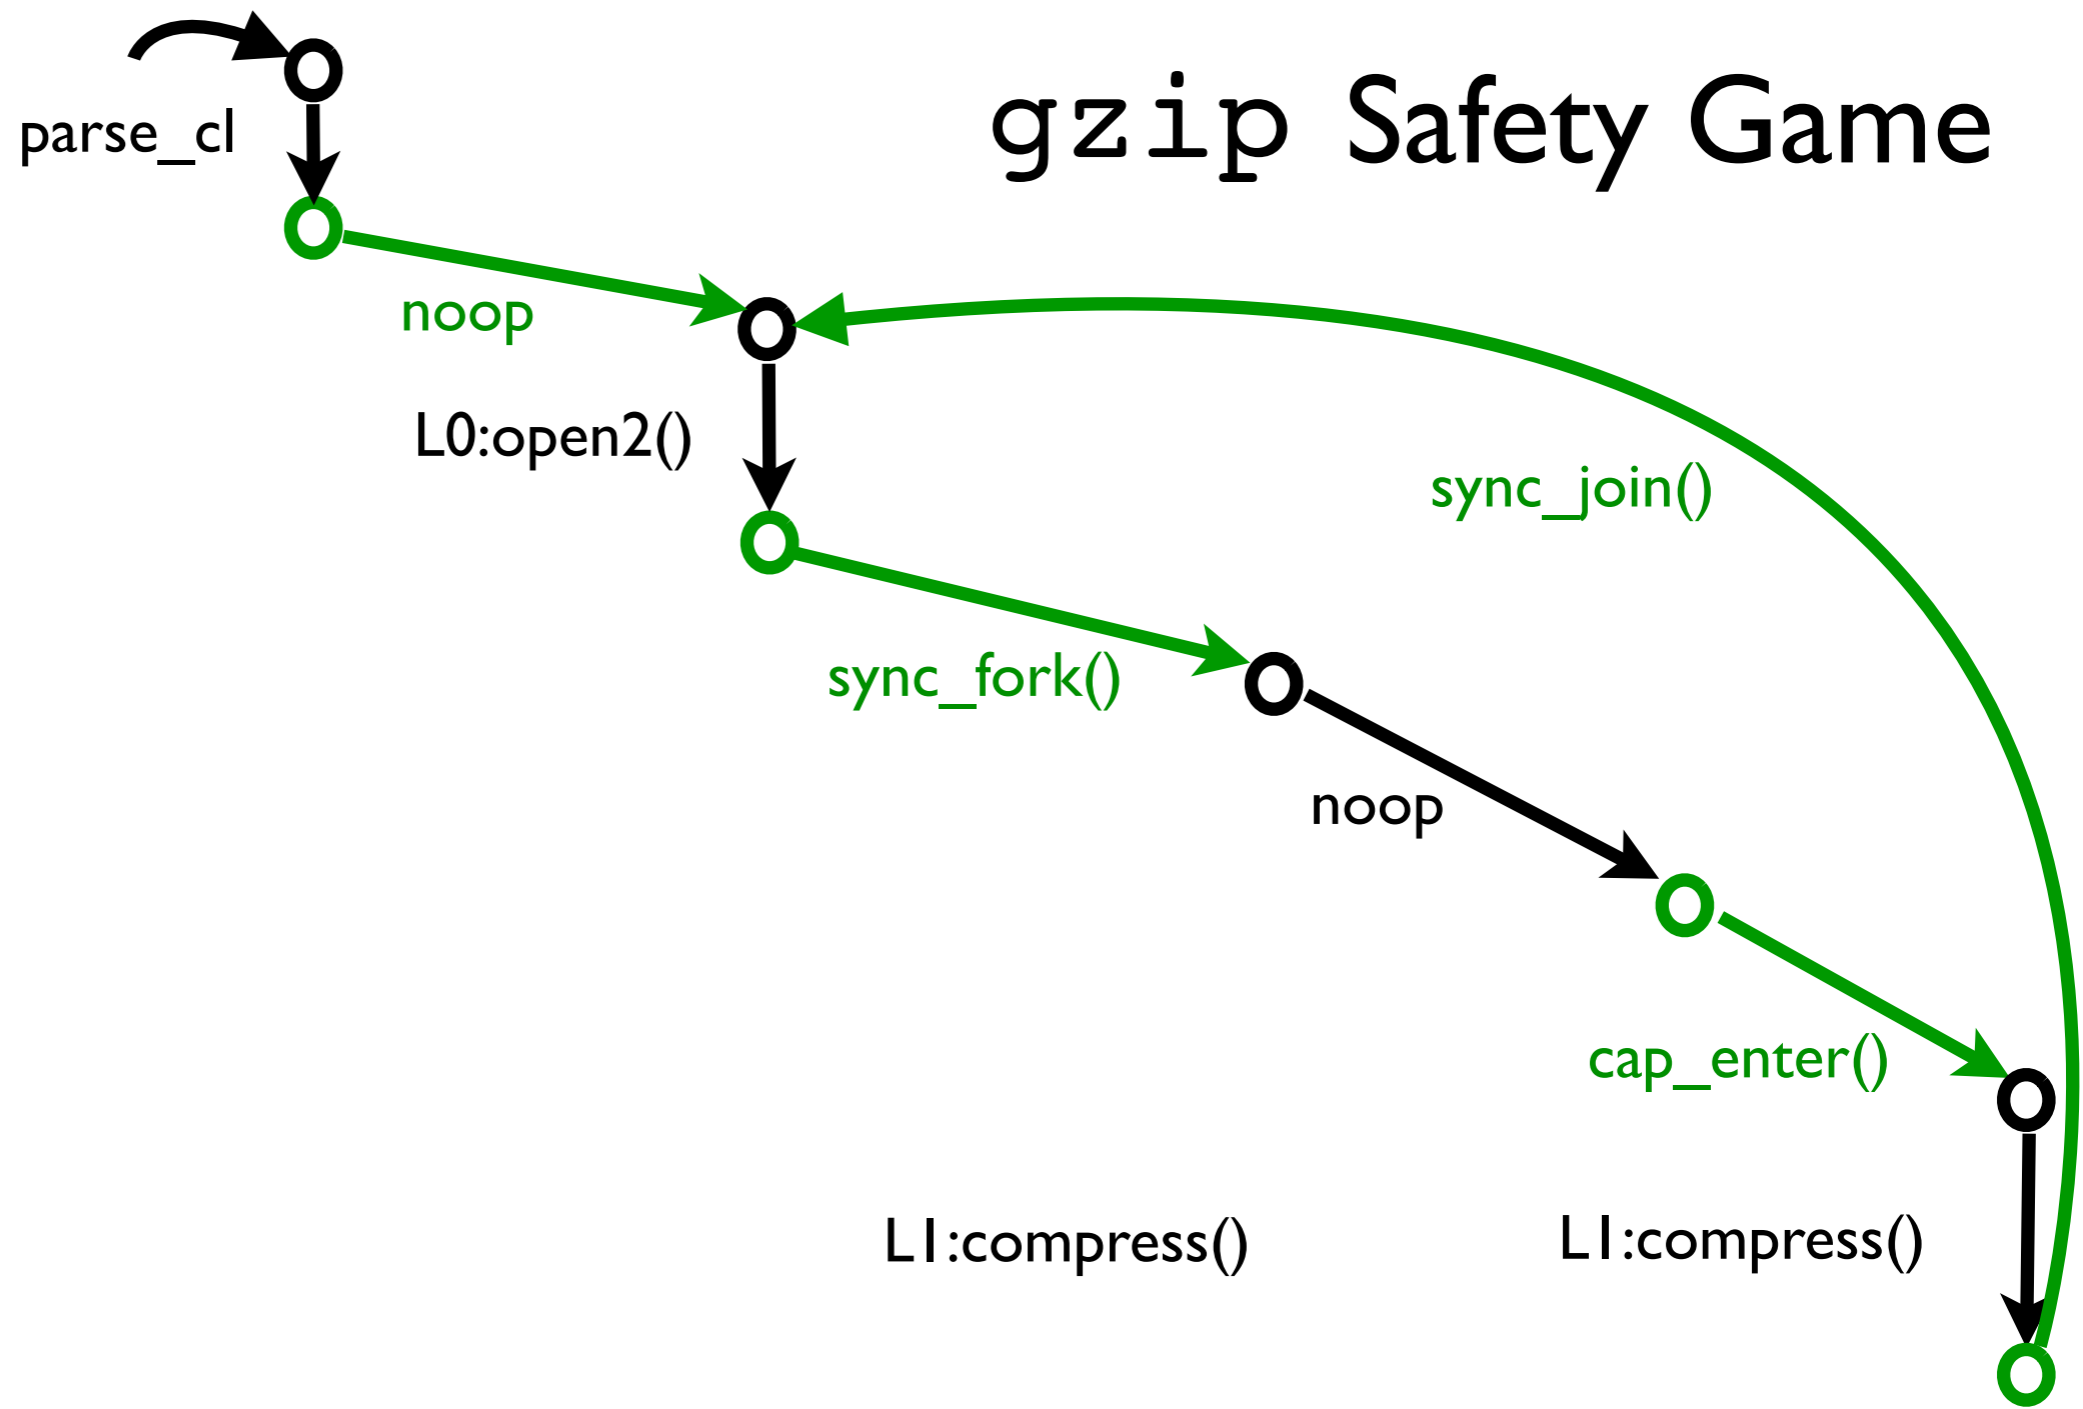 gzip Safety Game
parse_cl
noop
L0:open2()
sync_join()
sync_fork()
noop
cap_enter()
L1:compress()
L1:compress()